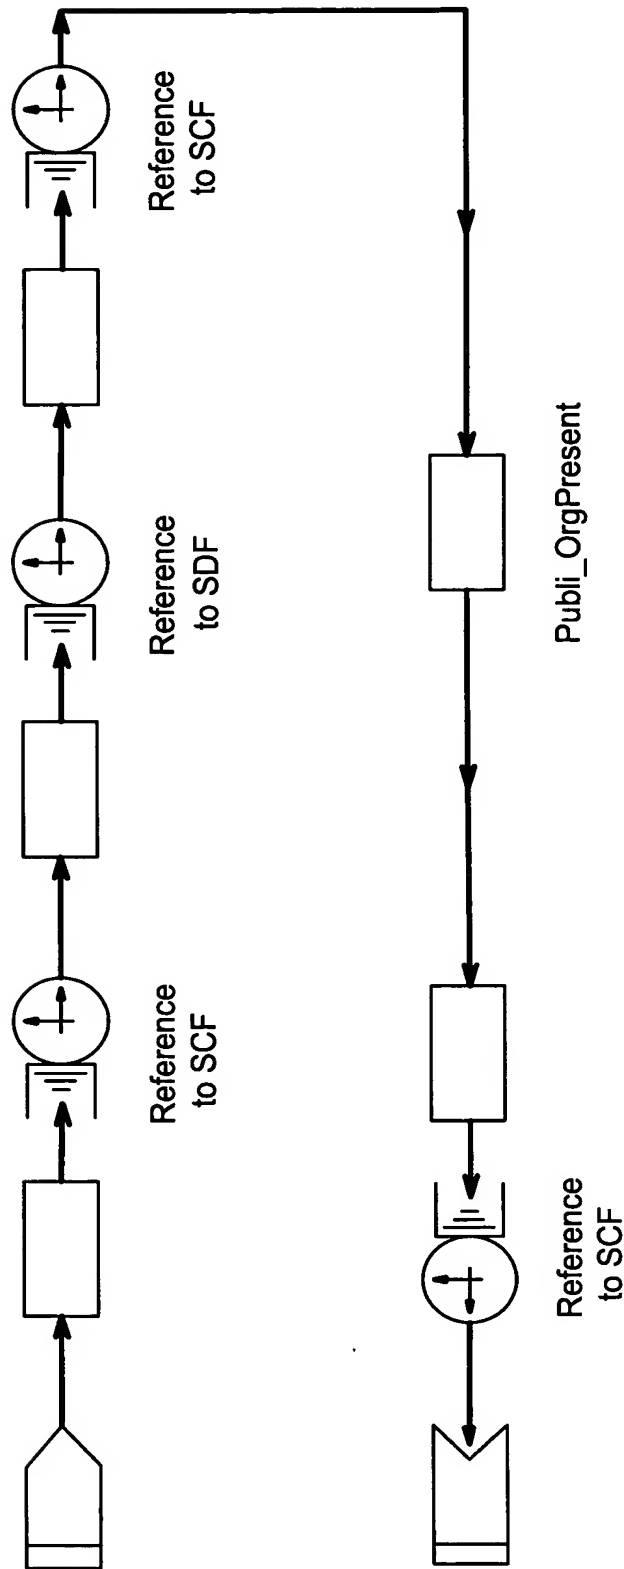 Reference
to SCF
Reference
to SDF
Reference
to SCF
Reference
to SCF
Publi_OrgPresent